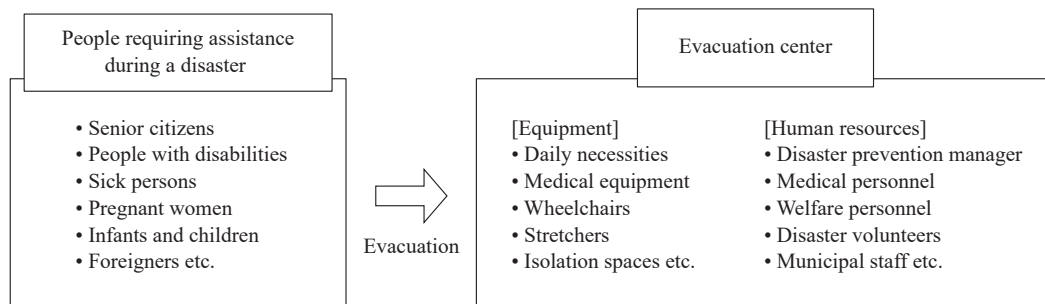 People requiring assistance
during a disaster
• Senior citizens
• People with disabilities
• Sick persons
• Pregnant women
• Infants and children
• Foreigners etc.
Evacuation
Evacuation center
[Equipment]
• Daily necessities
• Medical equipment
• Wheelchairs
• Stretchers
• Isolation spaces etc.
[Human resources]
• Disaster prevention manager
• Medical personnel
• Welfare personnel
• Disaster volunteers
• Municipal staff etc.